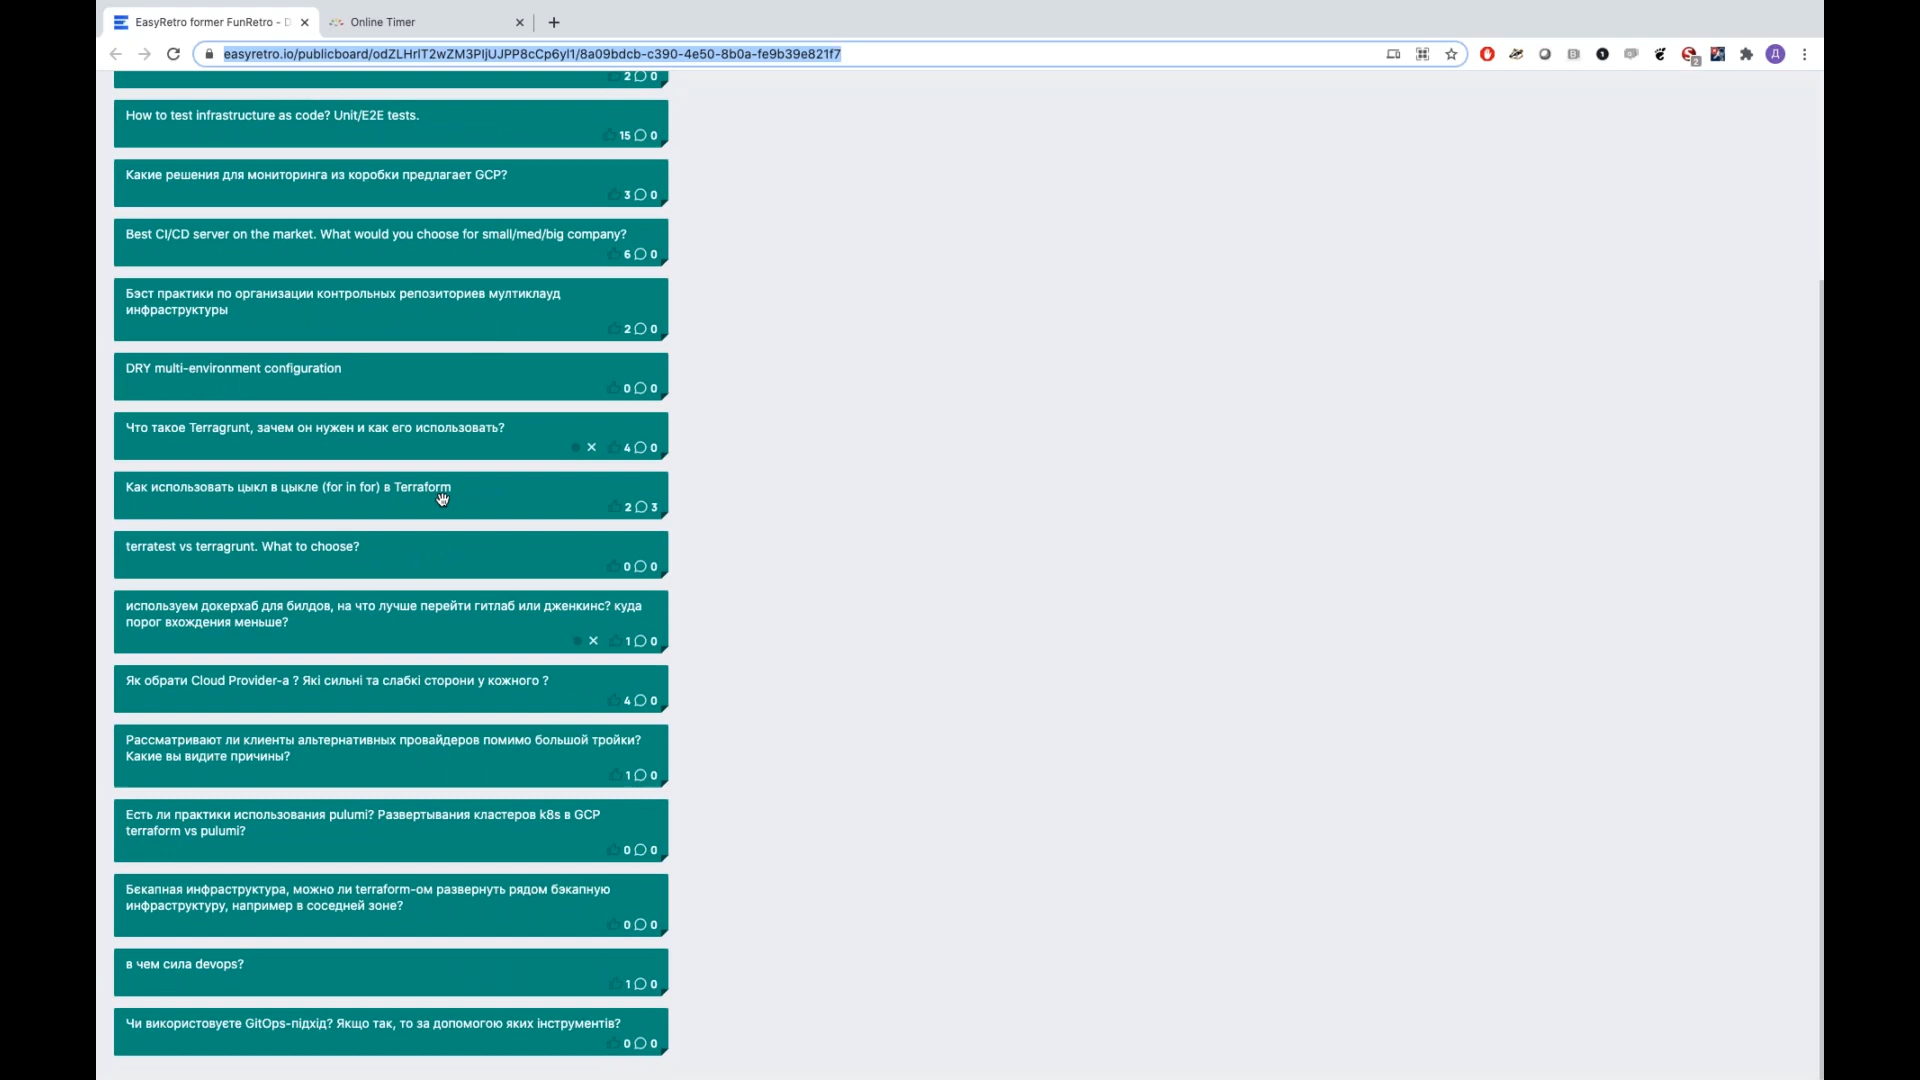 EasyRetro former FunRetro - D
Online Timer
easyretro.io/publicboard/odZLHrlT2wZM3PIjUJPP8cCp6yl1/8a09bdcb-c390-4e50-8b0a-fe9b39e821f7
2
Д
2 0
How to test infrastructure as code? Unit/E2E tests.
15 0
Какие решения для мониторинга из коробки предлагает GCP?
3 0
Best CI/CD server on the market. What would you choose for small/med/big company?
6 0
Бэст практики по организации контрольных репозиториев мултиклауд
инфраструктуры
2 0
DRY multi-environment configuration
0 0
Что такое Terragrunt, зачем он нужен и как его использовать?
4 0
Как использовать цыкл в цыкле (for in for) в Terraform
2 3
terratest vs terragrunt. What to choose?
0 0
используем докерхаб для билдов, на что лучше перейти гитлаб или дженкинс? куда
порог вхождения меньше?
1 0
Як обрати Cloud Provider-а ? Які сильні та слабкі сторони у кожного ?
4 0
Рассматривают ли клиенты альтернативных провайдеров помимо большой тройки?
Какие вы видите причины?
1 0
Есть ли практики использования pulumi? Развертывания кластеров k8s в GCP
terraform vs pulumi?
0 0
Бєкапная инфраструктура, можно ли terraform-ом развернуть рядом бэкапную
инфраструктуру, например в соседней зоне?
0 0
в чем сила devops?
1 0
Чи використовуєте GitOps-підхід? Якщо так, то за допомогою яких інструментів?
0 0